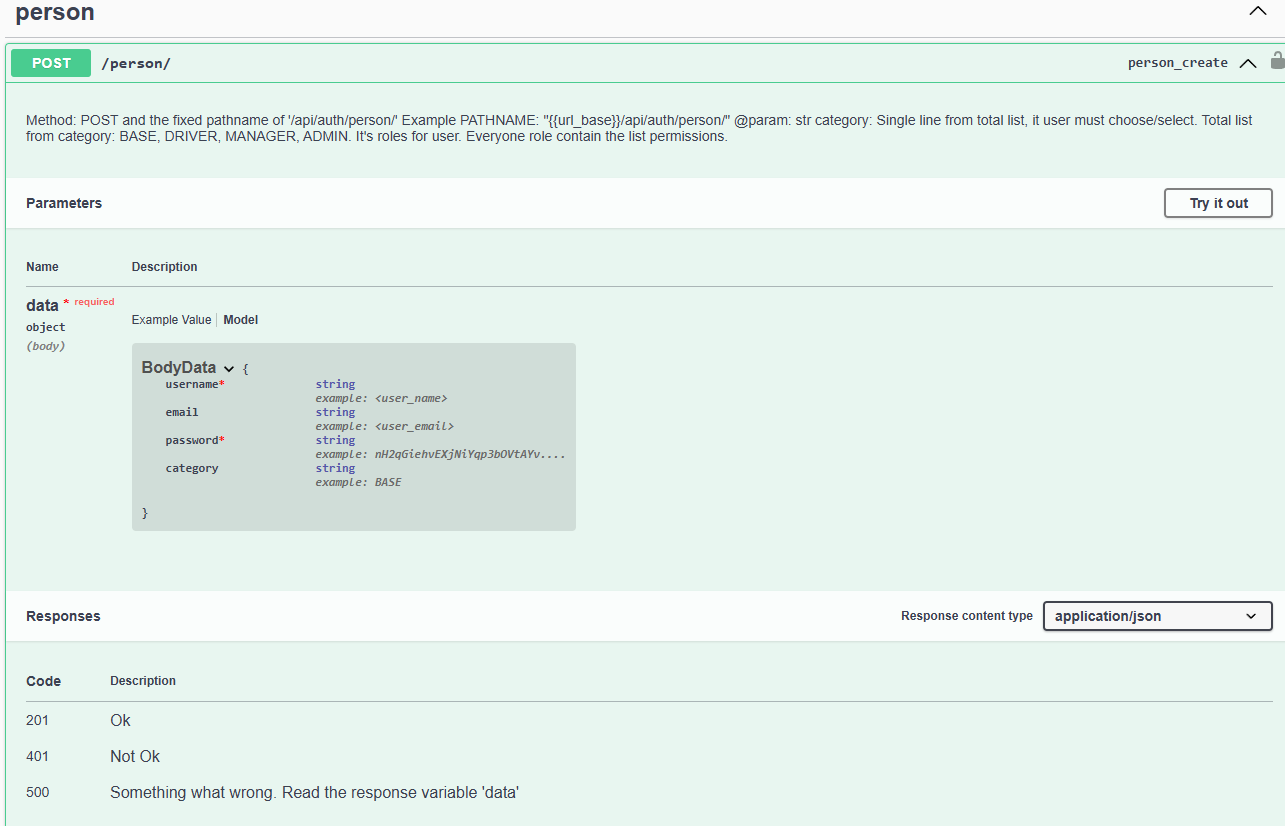 person
POST /person/ person_create
Method: POST and the fixed pathname of '/api/auth/person/' Example PATHNAME: "{{url_base}}/api/auth/person/" @param: str category: Single line from total list, it user must choose/select. Total list
from category: BASE, DRIVER, MANAGER, ADMIN. It's roles for user. Everyone role contain the list permissions.
Parameters Try it out
Name Description
data * required
object
(body)
Example Value Model
BodyData {
username* string
example: <user_name>
email string
example: <user_email>
password* string
example: nH2qGiehvEXjNiYqp3bOVtAYv....
category string
example: BASE
}
Responses Response content type application/json
Code Description
201 Ok
401 Not Ok
500 Something what wrong. Read the response variable 'data'